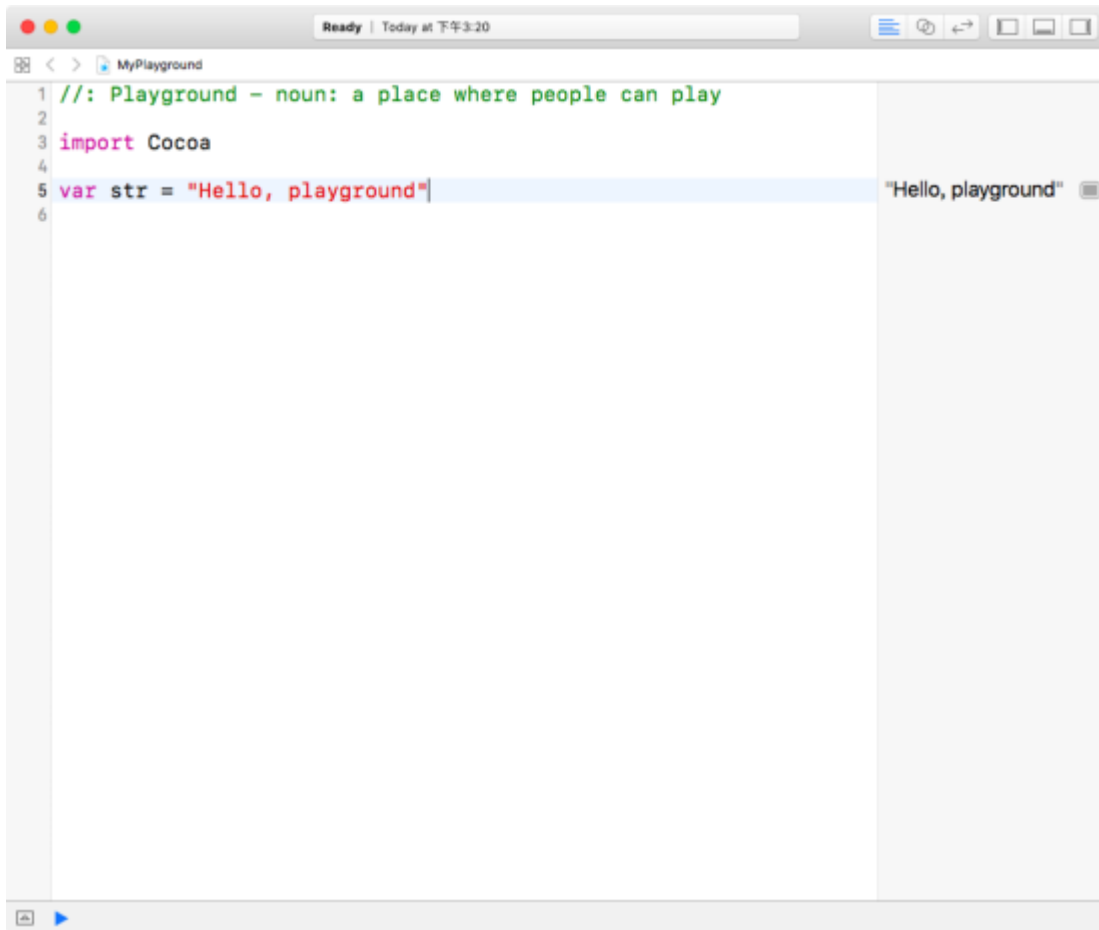 Ready | Today at 下午3:20
MyPlayground
1 //: Playground – noun: a place where people can play
2
3 import Cocoa
4
5 var str = "Hello, playground"
"Hello, playground"
6